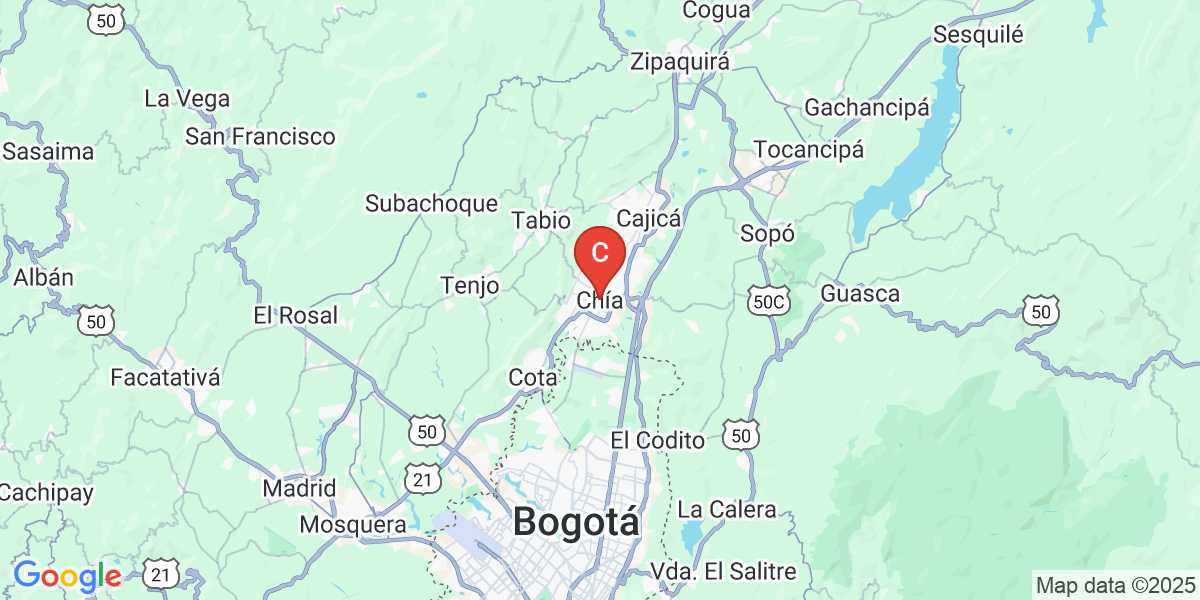 Cogua
50
Sesquilé
Zipaquirá
La Vega
Gachancipá
San Francisco
Sasaima
Tocancipá
Subachoque
Tabio
Cajicá
Sopó
C
Albán
Tenjo
Chía
50C
Guasca
El Rosal
50
50
Facatativá
Cota
50
50
El Codito
21
Cachipay
Madrid
La Calera
Mosquera
Bogotá
Google
21
Vda. El Salitre
Map data ©2025